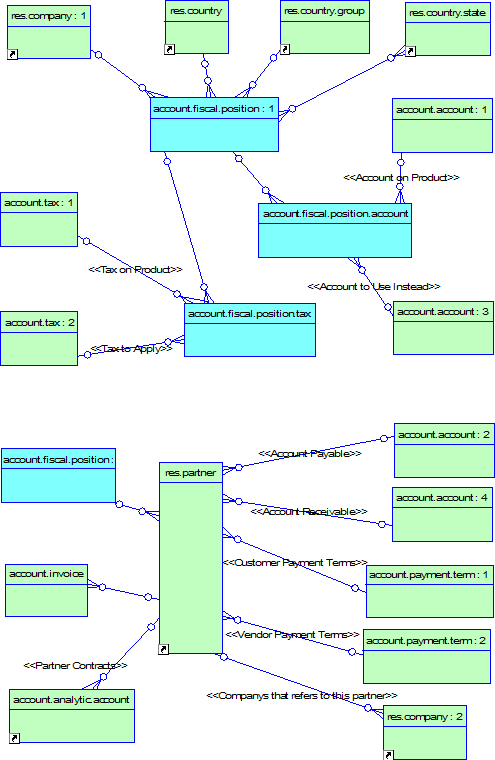 res.company : 1
res.country
res.country.group
res.country.state
account.fiscal.position : 1
account.account : 1
<<Account on Product>>
account.tax : 1
account.fiscal.position.account
<<Tax on Product>>
<<Account to Use Instead>>
account.tax : 2
account.fiscal.position.tax
account.account : 3
<<Tax to Apply>>
account.account : 2
account.fiscal.position :
res.partner
<<Account Payable>>
account.account : 4
<<Account Receivable>>
account.invoice
<<Customer Payment Terms>>
account.payment.term : 1
<<Vendor Payment Terms>>
account.payment.term : 2
<<Partner Contracts>>
account.analytic.account
<<Companys that refers to this partner>>
res.company : 2